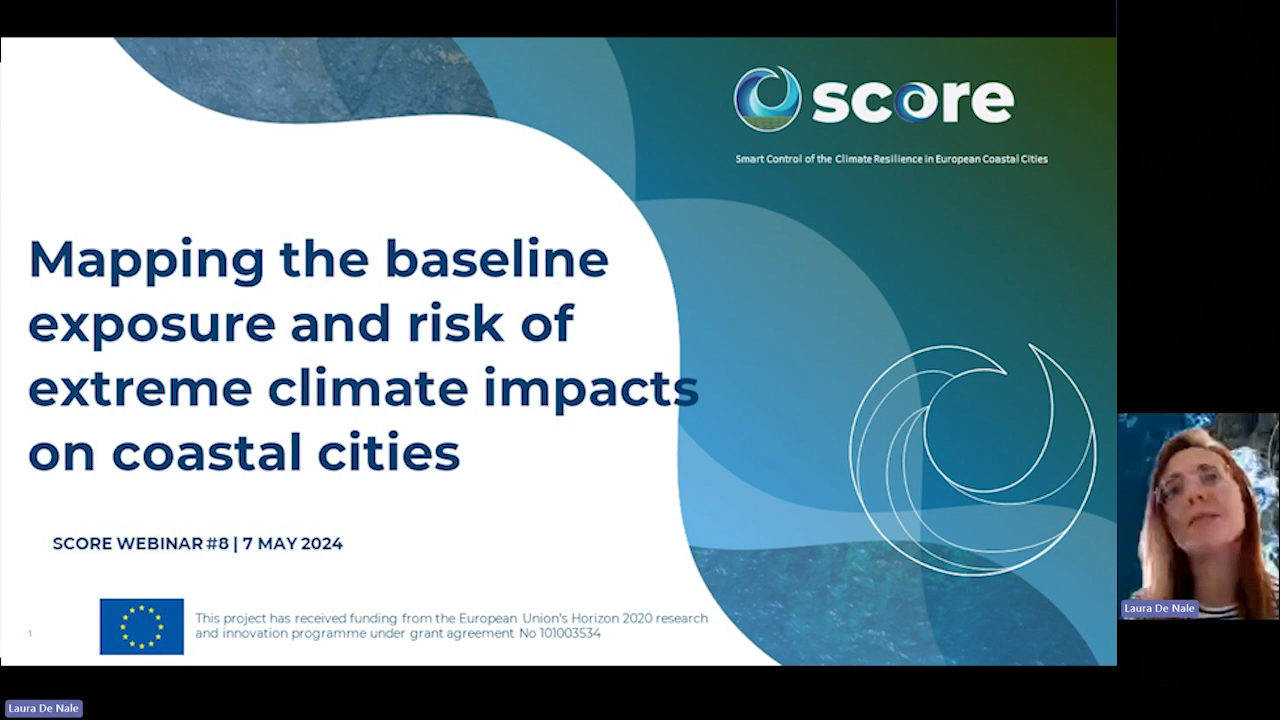 score
Smart Control of the Climate Resilience in European Coastal Cities
Mapping the baseline
exposure and risk of
extreme climate impacts
on coastal cities
SCORE WEBINAR #8 | 7 MAY 2024
This project has received funding from the European Union's Horizon 2020 research
and innovation programme under grant agreement No 101003534
1
Laura De Nale
Laura De Nale